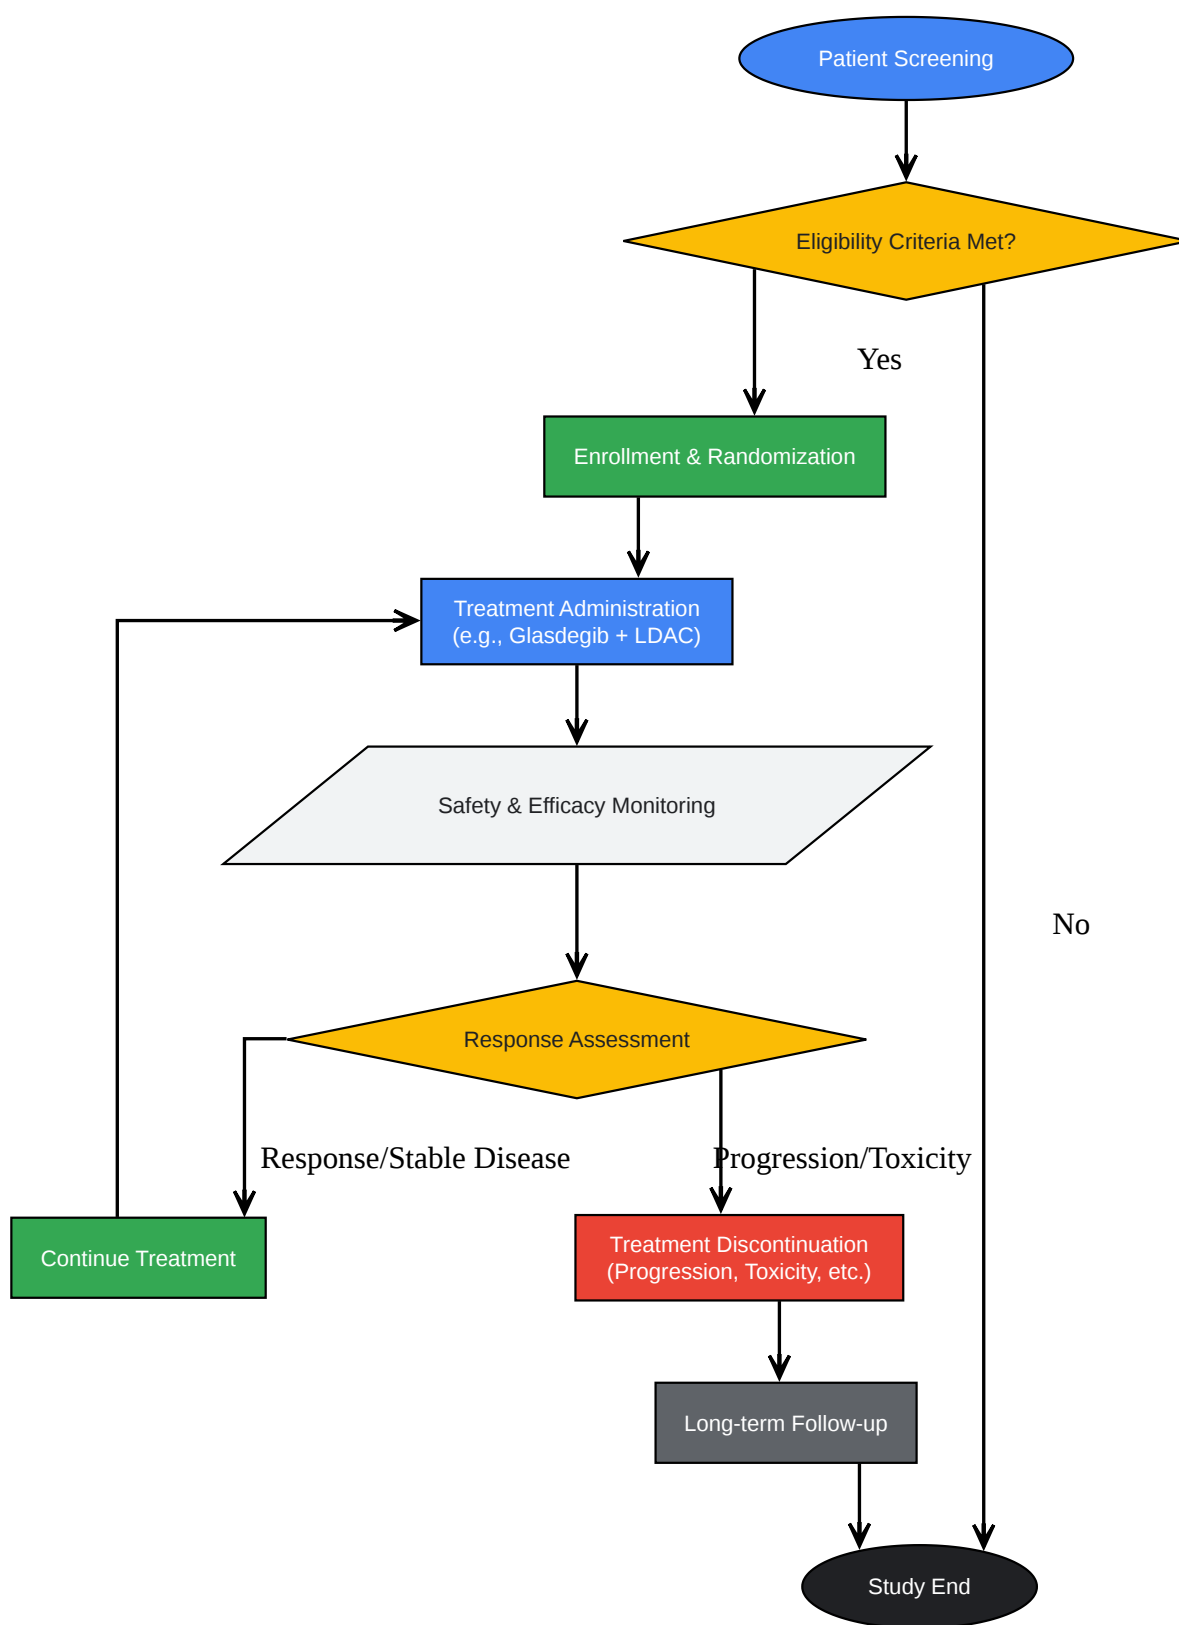 Patient Screening
Eligibility Criteria Met?
Yes
Enrollment & Randomization
Treatment Administration
(e.g., Glasdegib + LDAC)
Safety & Efficacy Monitoring
No
Response Assessment
Response/Stable Disease
Progression/Toxicity
Continue Treatment
Treatment Discontinuation
(Progression, Toxicity, etc.)
Long-term Follow-up
Study End